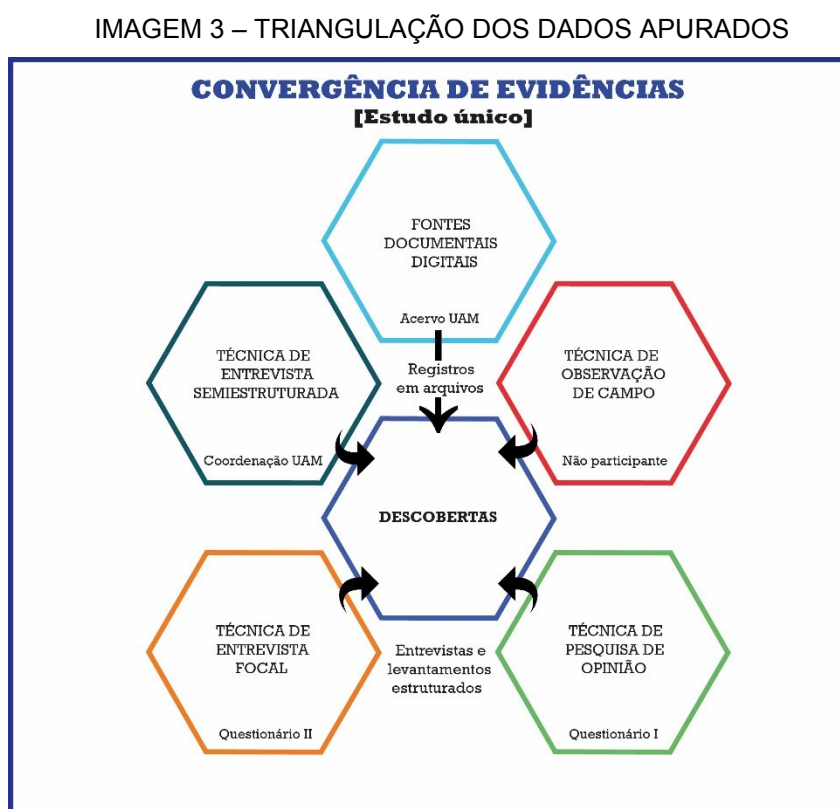 IMAGEM 3 – TRIANGULAÇÃO DOS DADOS APURADOS
CONVERGÊNCIA DE EVIDÊNCIAS
[Estudo único]
FONTES
DOCUMENTAIS
DIGITAIS
Acervo UAM
Registros
em arquivos
TÉCNICA DE
ENTREVISTA
SEMIESTRUTURADA
Coordenação UAM
TÉCNICA DE
OBSERVAÇÃO
DE CAMPO
Não participante
DESCOBERTAS
TÉCNICA DE
ENTREVISTA
FOCAL
Questionário II
Entrevistas e
levantamentos
estruturados
TÉCNICA DE
PESQUISA DE
OPINIÃO
Questionário I